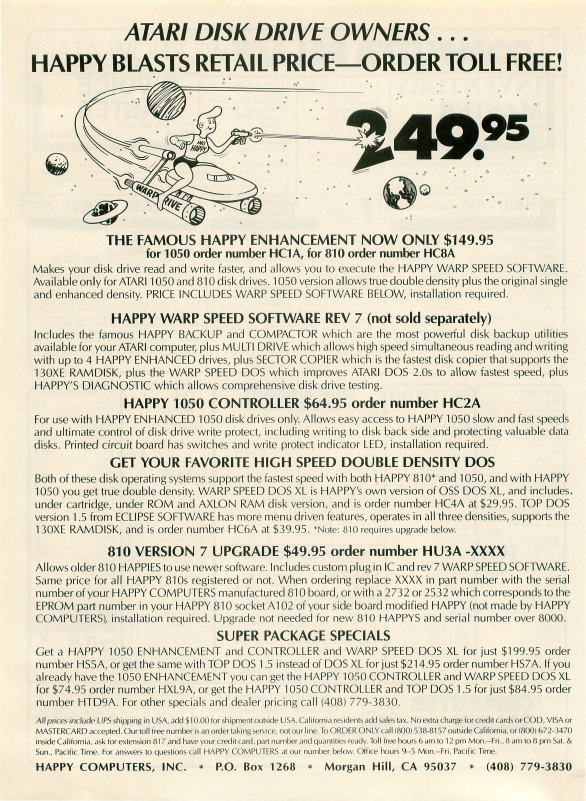 ATARI DISK DRIVE OWNERS . . .
HAPPY BLASTS RETAIL PRICE—ORDER TOLL FREE!
249.95
MR. HAPPY
WARP DRIVE
THE FAMOUS HAPPY ENHANCEMENT NOW ONLY $149.95
for 1050 order number HC1A, for 810 order number HC8A
Makes your disk drive read and write faster, and allows you to execute the HAPPY WARP SPEED SOFTWARE.
Available only for ATARI 1050 and 810 disk drives. 1050 version allows true double density plus the original single
and enhanced density. PRICE INCLUDES WARP SPEED SOFTWARE BELOW, installation required.
HAPPY WARP SPEED SOFTWARE REV 7 (not sold separately)
Includes the famous HAPPY BACKUP and COMPACTOR which are the most powerful disk backup utilities
available for your ATARI computer, plus MULTI DRIVE which allows high speed simultaneous reading and writing
with up to 4 HAPPY ENHANCED drives, plus SECTOR COPIER which is the fastest disk copier that supports the
130XE RAMDISK, plus the WARP SPEED DOS which improves ATARI DOS 2.0s to allow fastest speed, plus
HAPPY'S DIAGNOSTIC which allows comprehensive disk drive testing.
HAPPY 1050 CONTROLLER $64.95 order number HC2A
For use with HAPPY ENHANCED 1050 disk drives only. Allows easy access to HAPPY 1050 slow and fast speeds
and ultimate control of disk drive write protect, including writing to disk back side and protecting valuable data
disks. Printed circuit board has switches and write protect indicator LED, installation required.
GET YOUR FAVORITE HIGH SPEED DOUBLE DENSITY DOS
Both of these disk operating systems support the fastest speed with both HAPPY 810* and 1050, and with HAPPY
1050 you get true double density. WARP SPEED DOS XL is HAPPY's own version of OSS DOS XL, and includes.
under cartridge, under ROM and AXLON RAM disk version, and is order number HC4A at $29.95. TOP DOS
version 1.5 from ECLIPSE SOFTWARE has more menu driven features, operates in all three densities, supports the
130XE RAMDISK, and is order number HC6A at $39.95. *Note: 810 requires upgrade below.
810 VERSION 7 UPGRADE $49.95 order number HU3A -XXXX
Allows older 810 HAPPIES to use newer software. Includes custom plug in IC and rev 7 WARP SPEED SOFTWARE.
Same price for all HAPPY 810s registered or not. When ordering replace XXXX in part number with the serial
number of your HAPPY COMPUTERS manufactured 810 board, or with a 2732 or 2532 which corresponds to the
EPROM part number in your HAPPY 810 socket A102 of your side board modified HAPPY (not made by HAPPY
COMPUTERS), installation required. Upgrade not needed for new 810 HAPPYS and serial number over 8000.
SUPER PACKAGE SPECIALS
Get a HAPPY 1050 ENHANCEMENT and CONTROLLER and WARP SPEED DOS XL for just $199.95 order
number HS5A, or get the same with TOP DOS 1.5 instead of DOS XL for just $214.95 order number HS7A. If you
already have the 1050 ENHANCEMENT you can get the HAPPY 1050 CONTROLLER and WARP SPEED DOS XL
for $74.95 order number HXL9A, or get the HAPPY 1050 CONTROLLER and TOP DOS 1.5 for just $84.95 order
number HTD9A. For other specials and dealer pricing call (408) 779-3830.
All prices include UPS shipping in USA, add $10.00 for shipment outside USA. California residents add sales tax. No extra charge for credit cards or COD, VISA or
MASTERCARD accepted. Our toll free number is an order taking service, not our line. To ORDER ONLY call (800) 538-8157 outside California, or (800) 672-3470
inside California, ask for extension 817 and have your credit card, part number and quantities ready. Toll free hours 6 am to 12 pm Mon.–Fri., 8 am to 8 pm Sat. &
Sun., Pacific Time. For answers to questions call HAPPY COMPUTERS at our number below. Office hours 9–5 Mon.–Fri. Pacific Time.
HAPPY COMPUTERS, INC. * P.O. Box 1268 * Morgan Hill, CA 95037 * (408) 779-3830